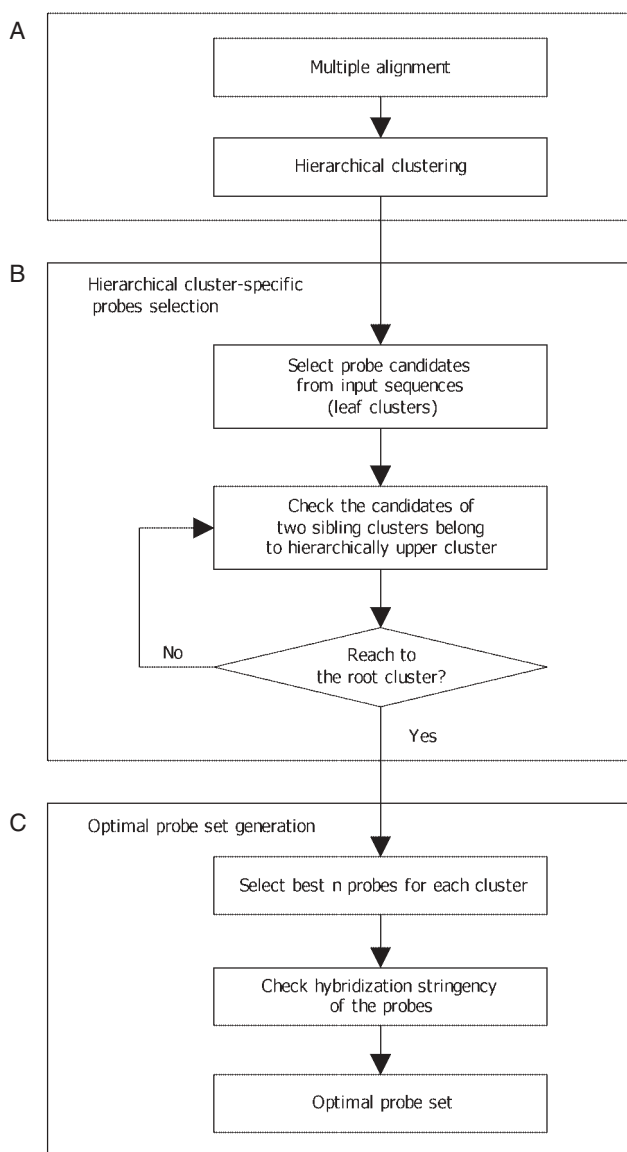 A
Multiple alignment
Hierarchical clustering
B
Hierarchical cluster-specific
probes selection
Select probe candidates
from input sequences
(leaf clusters)
Check the candidates of
two sibling clusters belong
to hierarchically upper cluster
No
Reach to
the root cluster?
Yes
C
Optimal probe set generation
Select best n probes for each cluster
Check hybridization stringency
of the probes
Optimal probe set